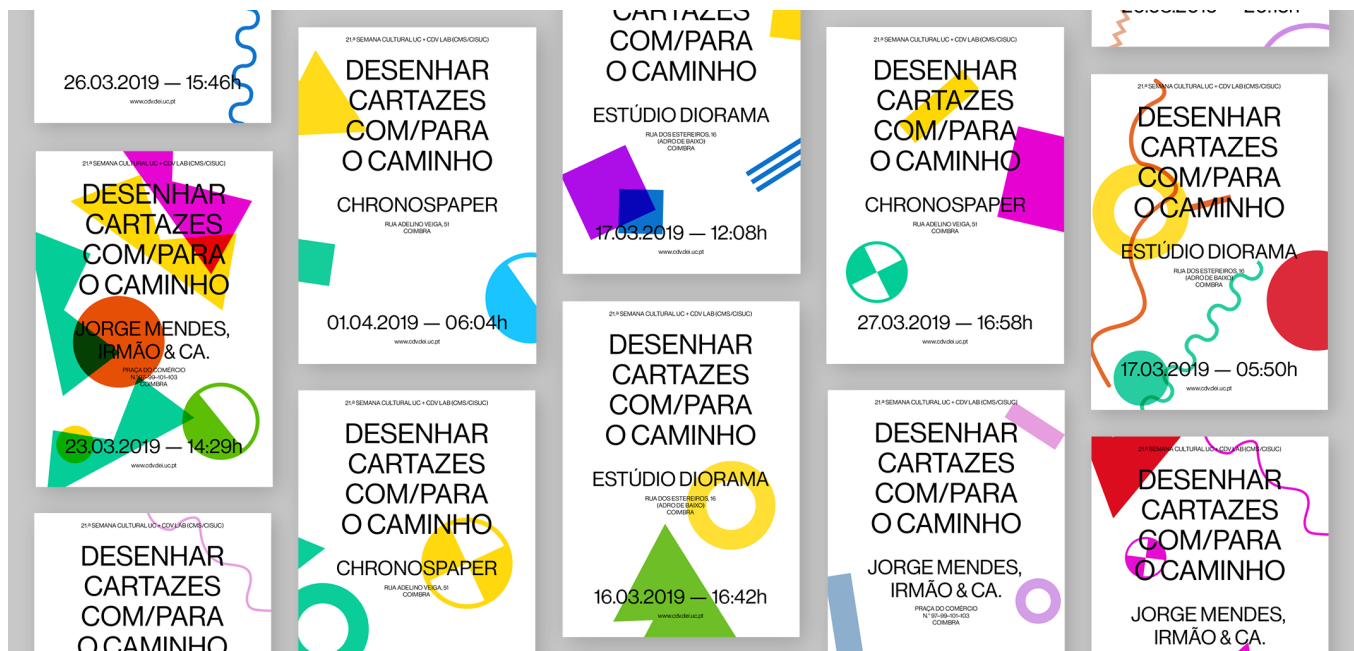 26.03.2019 — 15:46h
www.cdv.dei.uc.pt
21.ª SEMANA CULTURAL UC + CDV LAB (CMS/CISUC)
DESENHAR
CARTAZES
COM/PARA
O CAMINHO
JORGE MENDES,
IRMÃO & CA.
PRAÇA DO COMÉRCIO
N.º 97–99–101–103
COIMBRA
23.03.2019 — 14:29h
www.cdv.dei.uc.pt
21.ª SEMANA CULTURAL UC + CDV LAB (CMS/CISUC)
DESENHAR
CARTAZES
COM/PARA
O CAMINHO
21.ª SEMANA CULTURAL UC + CDV LAB (CMS/CISUC)
DESENHAR
CARTAZES
COM/PARA
O CAMINHO
CHRONOSPAPER
RUA ADELINO VEIGA, 51
COIMBRA
01.04.2019 — 06:04h
www.cdv.dei.uc.pt
21.ª SEMANA CULTURAL UC + CDV LAB (CMS/CISUC)
DESENHAR
CARTAZES
COM/PARA
O CAMINHO
CHRONOSPAPER
RUA ADELINO VEIGA, 51
COIMBRA
CARTAZES
COM/PARA
O CAMINHO
ESTÚDIO DIORAMA
RUA DOS ESTEREIROS, 16
(ADRO DE BAIXO)
COIMBRA
17.03.2019 — 12:08h
www.cdv.dei.uc.pt
21.ª SEMANA CULTURAL UC + CDV LAB (CMS/CISUC)
DESENHAR
CARTAZES
COM/PARA
O CAMINHO
ESTÚDIO DIORAMA
RUA DOS ESTEREIROS, 16
(ADRO DE BAIXO)
COIMBRA
16.03.2019 — 16:42h
www.cdv.dei.uc.pt
21.ª SEMANA CULTURAL UC + CDV LAB (CMS/CISUC)
DESENHAR
CARTAZES
COM/PARA
O CAMINHO
CHRONOSPAPER
RUA ADELINO VEIGA, 51
COIMBRA
27.03.2019 — 16:58h
www.cdv.dei.uc.pt
21.ª SEMANA CULTURAL UC + CDV LAB (CMS/CISUC)
DESENHAR
CARTAZES
COM/PARA
O CAMINHO
JORGE MENDES,
IRMÃO & CA.
PRAÇA DO COMÉRCIO
N.º 97–99–101–103
COIMBRA
21.ª SEMANA CULTURAL UC + CDV LAB (CMS/CISUC)
DESENHAR
CARTAZES
COM/PARA
O CAMINHO
ESTÚDIO DIORAMA
RUA DOS ESTEREIROS, 16
(ADRO DE BAIXO)
COIMBRA
17.03.2019 — 05:50h
www.cdv.dei.uc.pt
21.ª SEMANA CULTURAL UC + CDV LAB (CMS/CISUC)
DESENHAR
CARTAZES
COM/PARA
O CAMINHO
JORGE MENDES,
IRMÃO & CA.